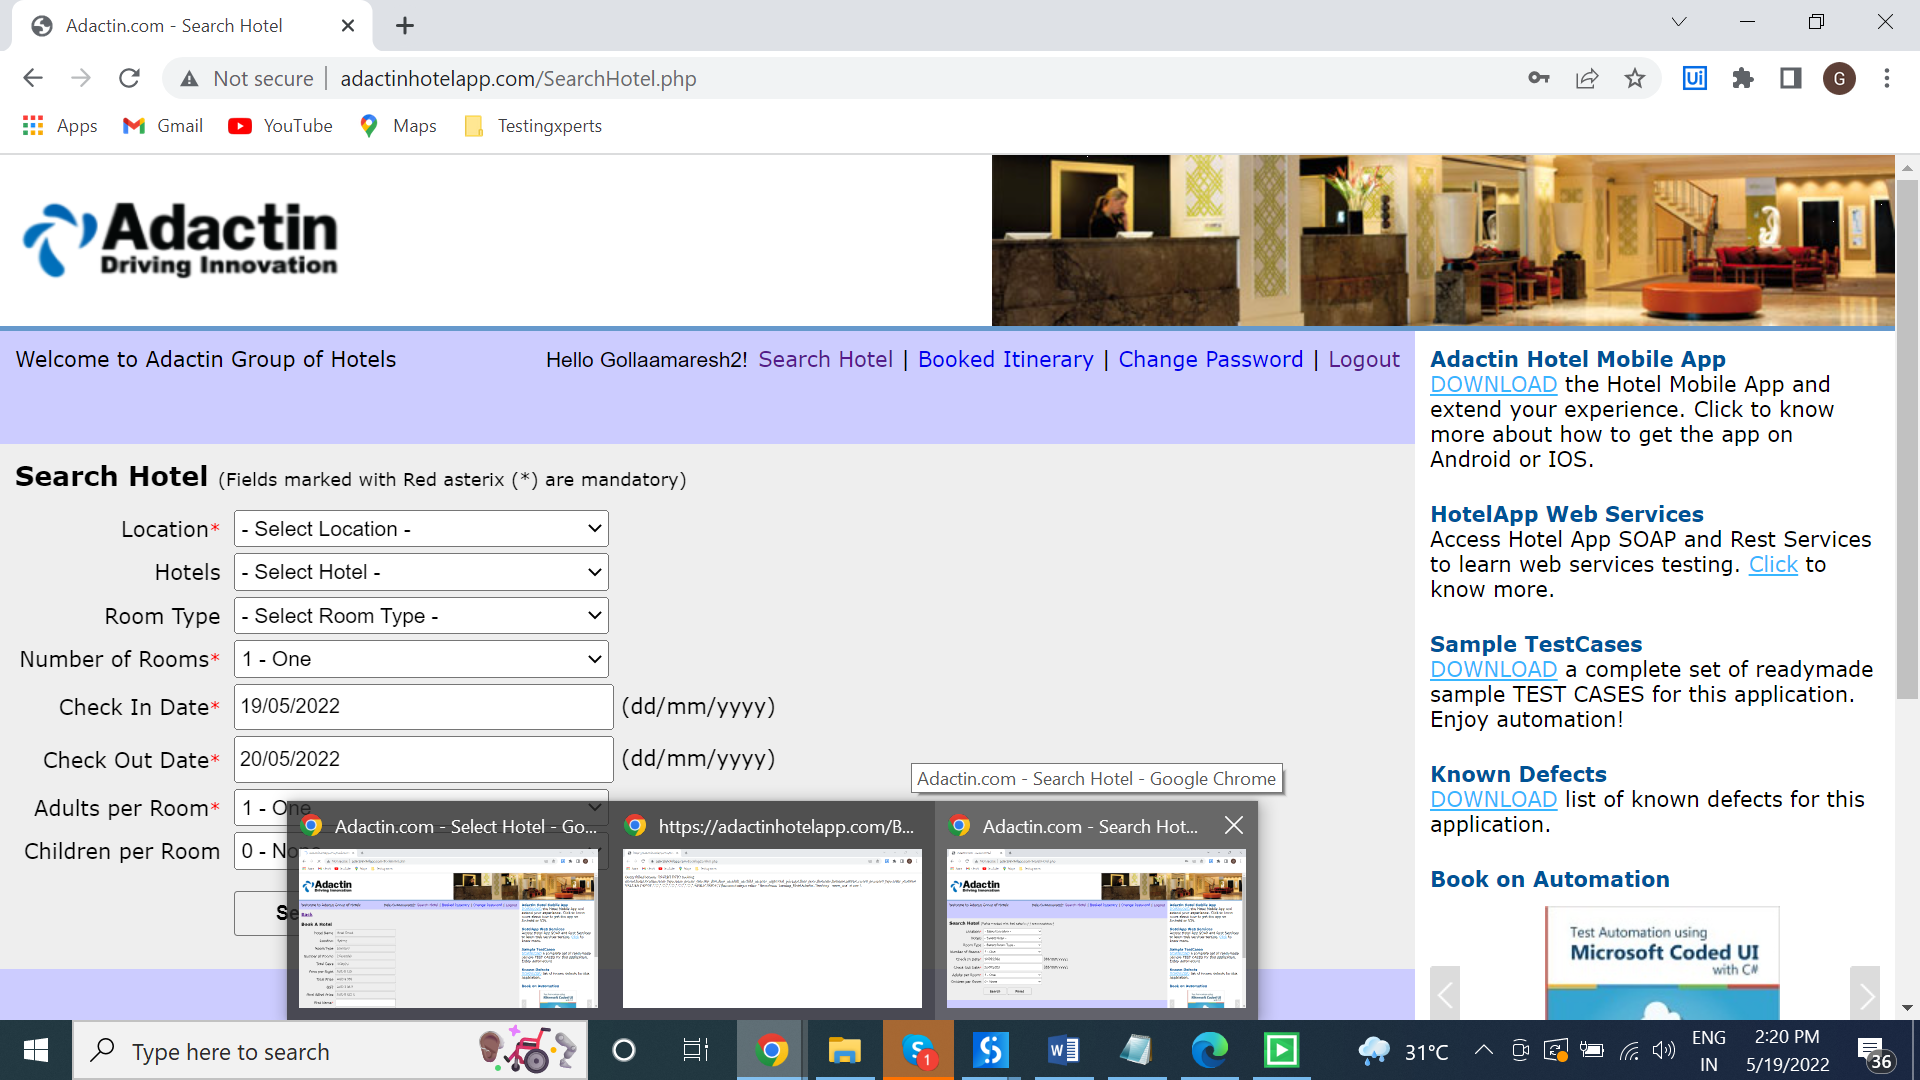 Adactin.com - Search Hotel
Not secure
adactinhotelapp.com/SearchHotel.php
Ui
G
Apps
Gmail
YouTube
Maps
Testingxperts
Adactin
Driving Innovation
Welcome to Adactin Group of Hotels
Hello Gollaamaresh2! Search Hotel | Booked Itinerary | Change Password | Logout
Search Hotel (Fields marked with Red asterix (*) are mandatory)
Location* - Select Location -
Hotels - Select Hotel -
Room Type - Select Room Type -
Number of Rooms* 1 - One
Check In Date* 19/05/2022 (dd/mm/yyyy)
Check Out Date* 20/05/2022 (dd/mm/yyyy)
Adults per Room* 1 - One
Children per Room 0 - None
Adactin Hotel Mobile App
DOWNLOAD the Hotel Mobile App and
extend your experience. Click to know
more about how to get the app on
Android or IOS.
HotelApp Web Services
Access Hotel App SOAP and Rest Services
to learn web services testing. Click to
know more.
Sample TestCases
DOWNLOAD a complete set of readymade
sample TEST CASES for this application.
Enjoy automation!
Known Defects
DOWNLOAD list of known defects for this
application.
Book on Automation
Test Automation using
Microsoft Coded UI
with C#
Adactin.com - Search Hotel - Google Chrome
Adactin.com - Select Hotel - Go...
https://adactinhotelapp.com/B...
Adactin.com - Search Hot...
Type here to search
1
31°C
ENG
IN
2:20 PM
5/19/2022
36